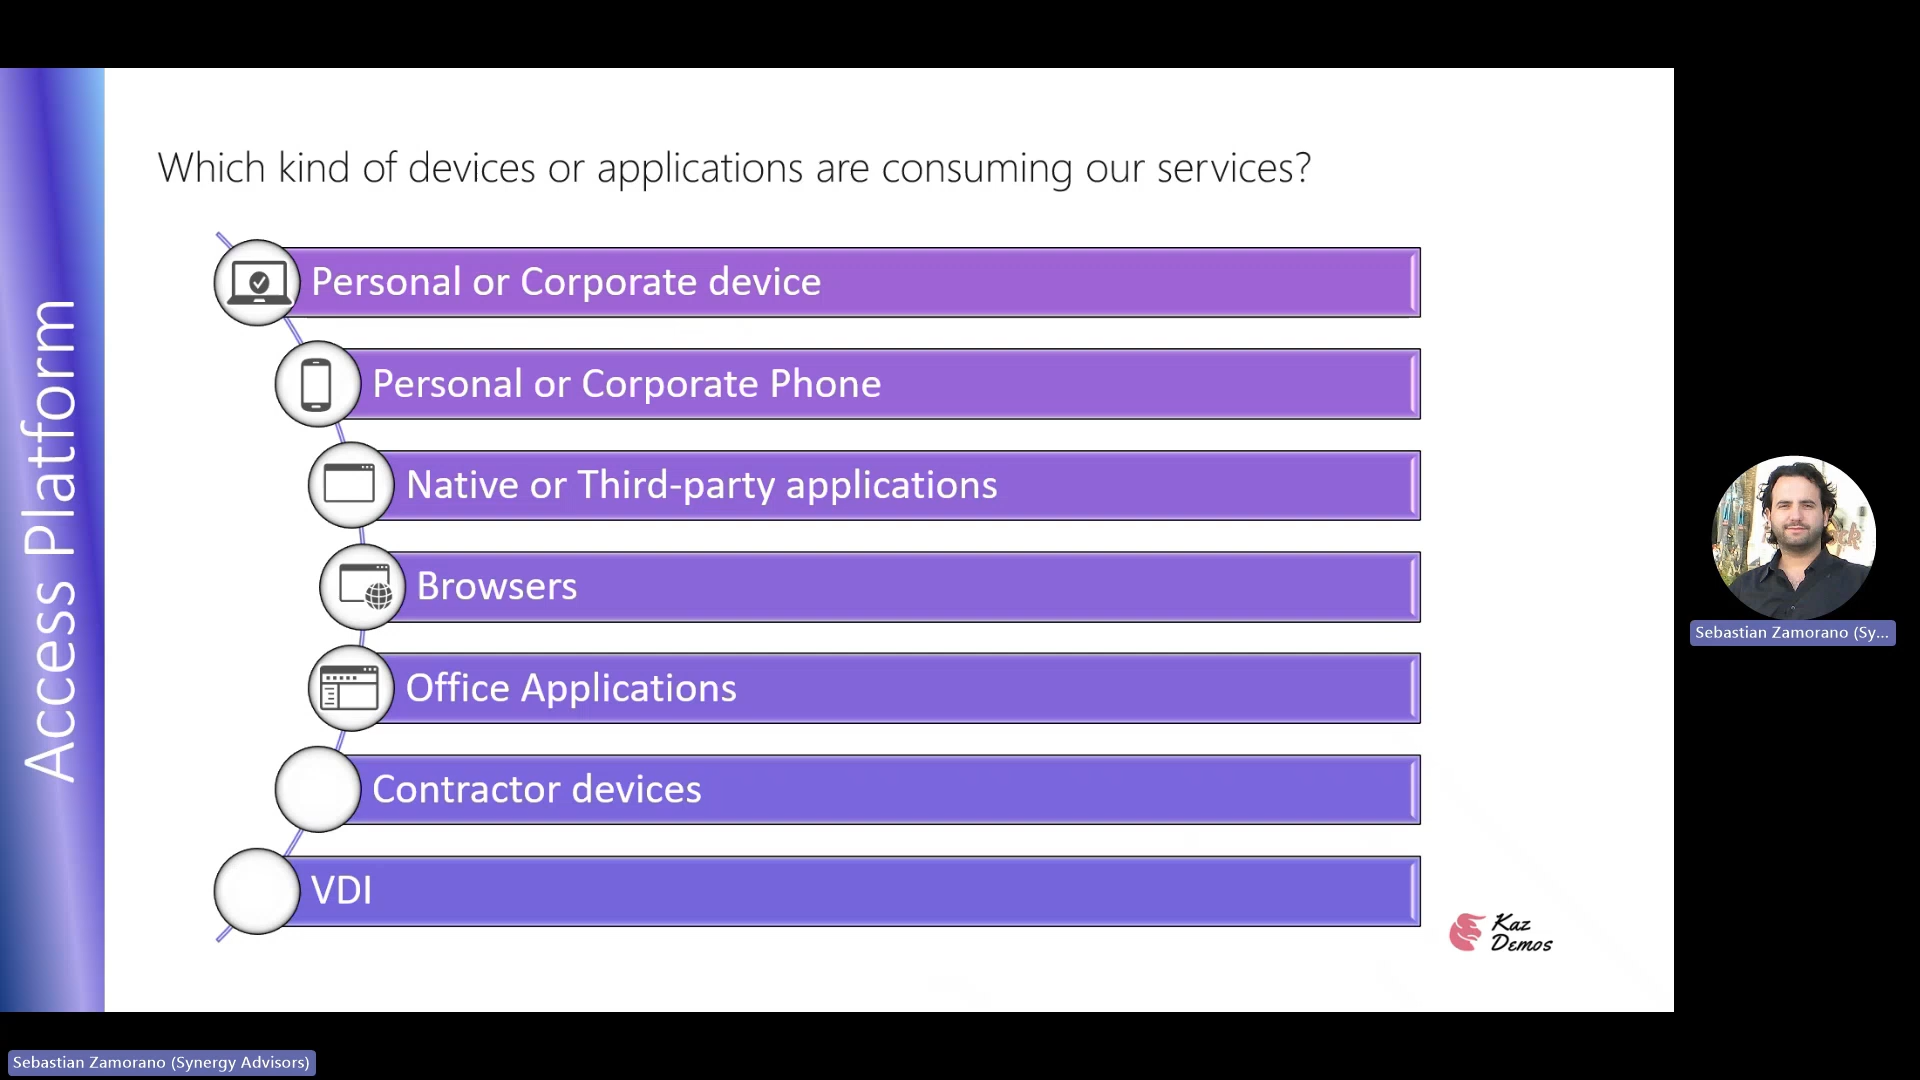 Access Platform
Which kind of devices or applications are consuming our services?
Personal or Corporate device
Personal or Corporate Phone
Native or Third-party applications
Browsers
Office Applications
Contractor devices
VDI
Kaz
Demos
Sebastian Zamorano (Sy...
Sebastian Zamorano (Synergy Advisors)